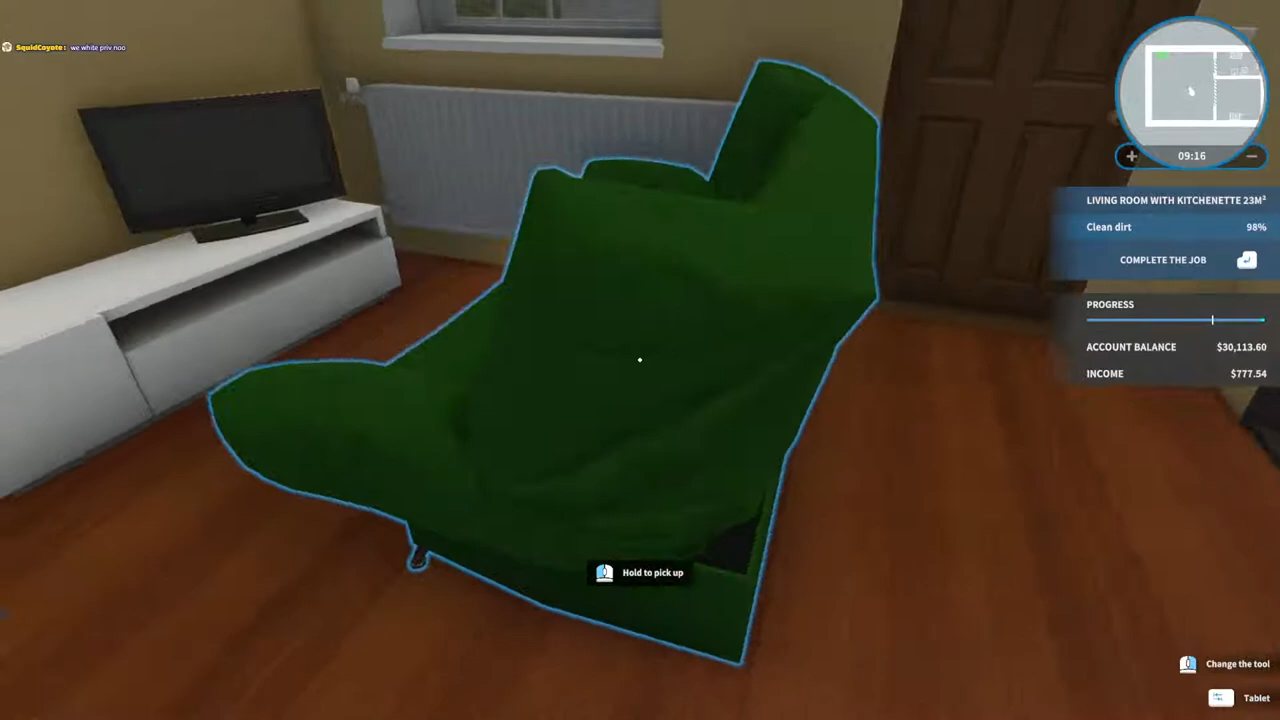 SquidCoyote: we white priv noo
09:16
LIVING ROOM WITH KITCHENETTE 23M²
Clean dirt 98%
COMPLETE THE JOB
PROGRESS
ACCOUNT BALANCE $30,113.60
INCOME $777.54
Hold to pick up
Change the tool
Tablet